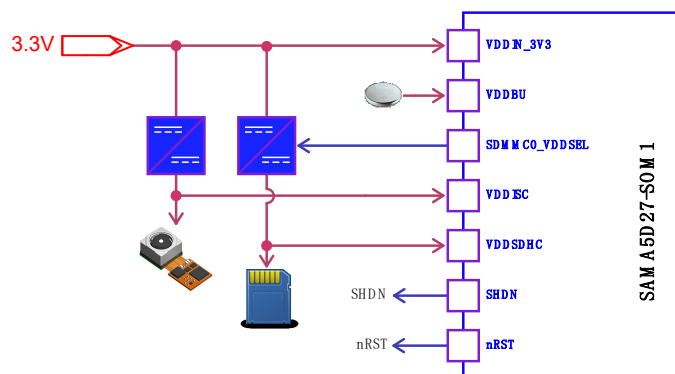 3.3V
VDDIN_3V3
VDDBU
SDMMC0_VDDSEL
VDDISC
VDDSDHC
SHDN
SHDN
nRST
nRST
SAMA5D27-SOM1